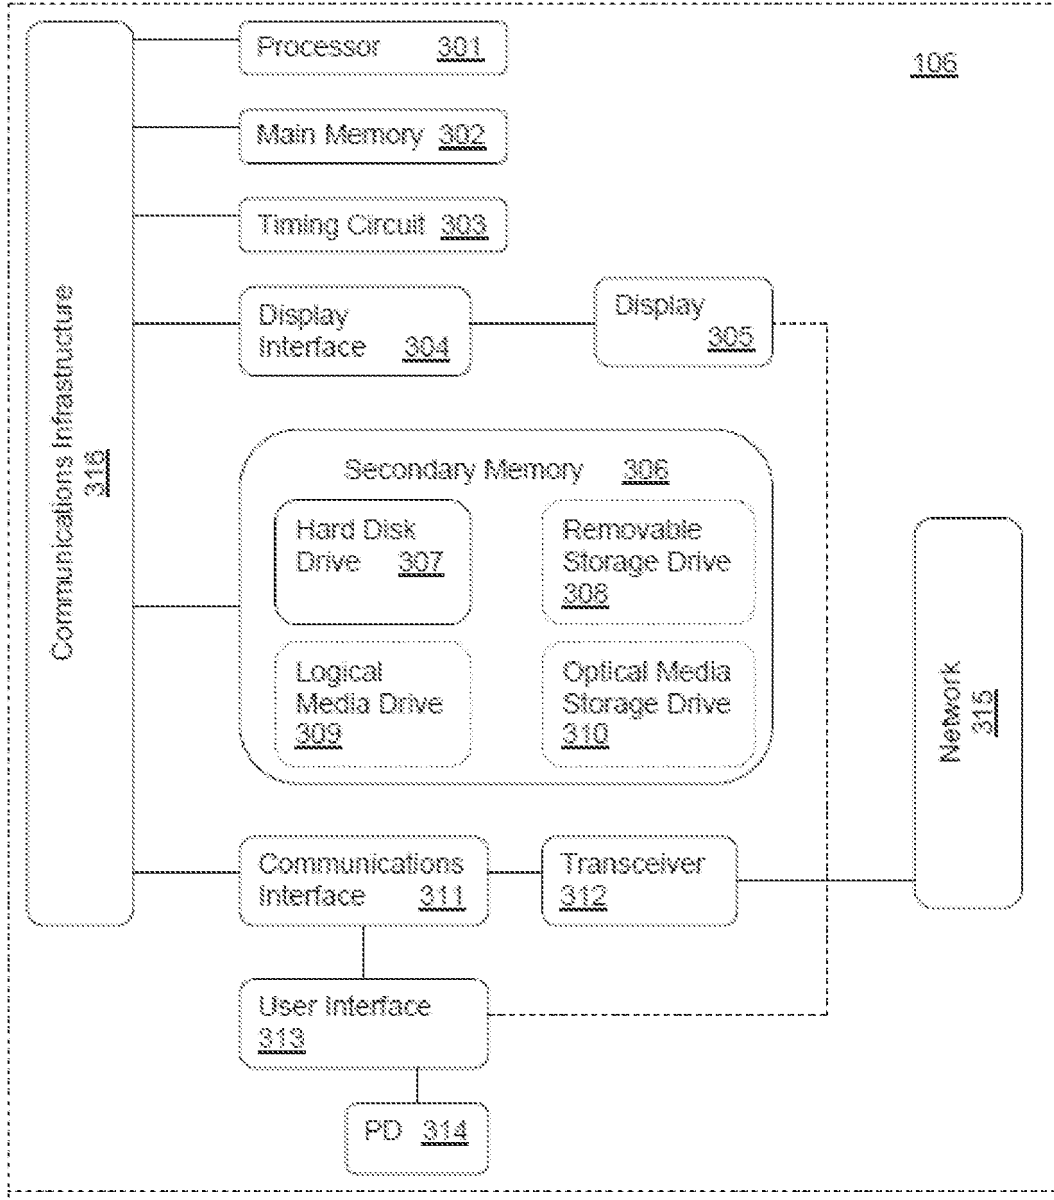 Processor 301
106
Main Memory 302
Timing Circuit 303
Display
Interface 304
Display
305
Communications Infrastructure
316
Secondary Memory 306
Hard Disk
Drive 307
Removable
Storage Drive
308
Logical
Media Drive
309
Optical Media
Storage Drive
310
Network
315
Communications
Interface 311
Transceiver
312
User Interface
313
PD 314